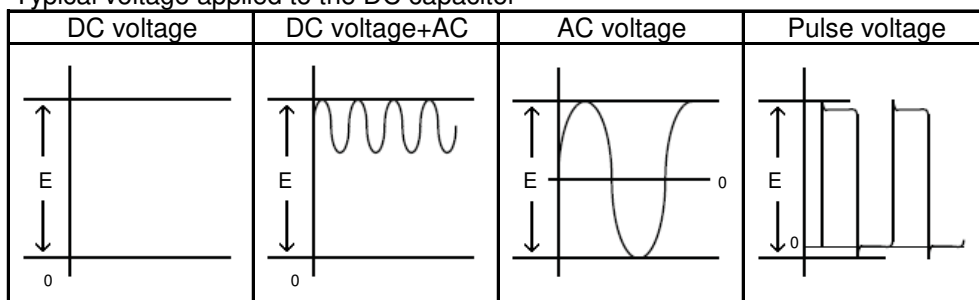 Typical voltage applied to the DC capacitor
DC voltage DC voltage+AC AC voltage Pulse voltage
E E E 0 E
0
0 0